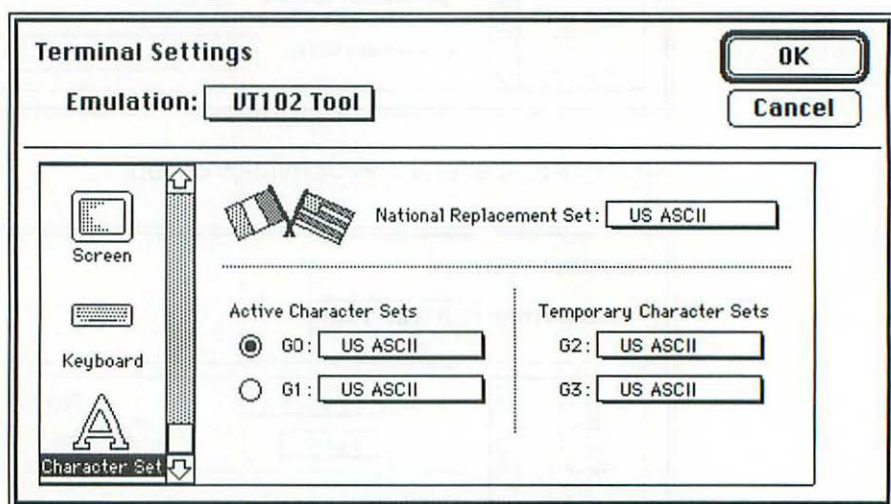 Terminal Settings
Emulation: VT102 Tool
OK
Cancel
Screen
Keyboard
Character Set
National Replacement Set: US ASCII
Active Character Sets
G0: US ASCII
G1: US ASCII
Temporary Character Sets
G2: US ASCII
G3: US ASCII